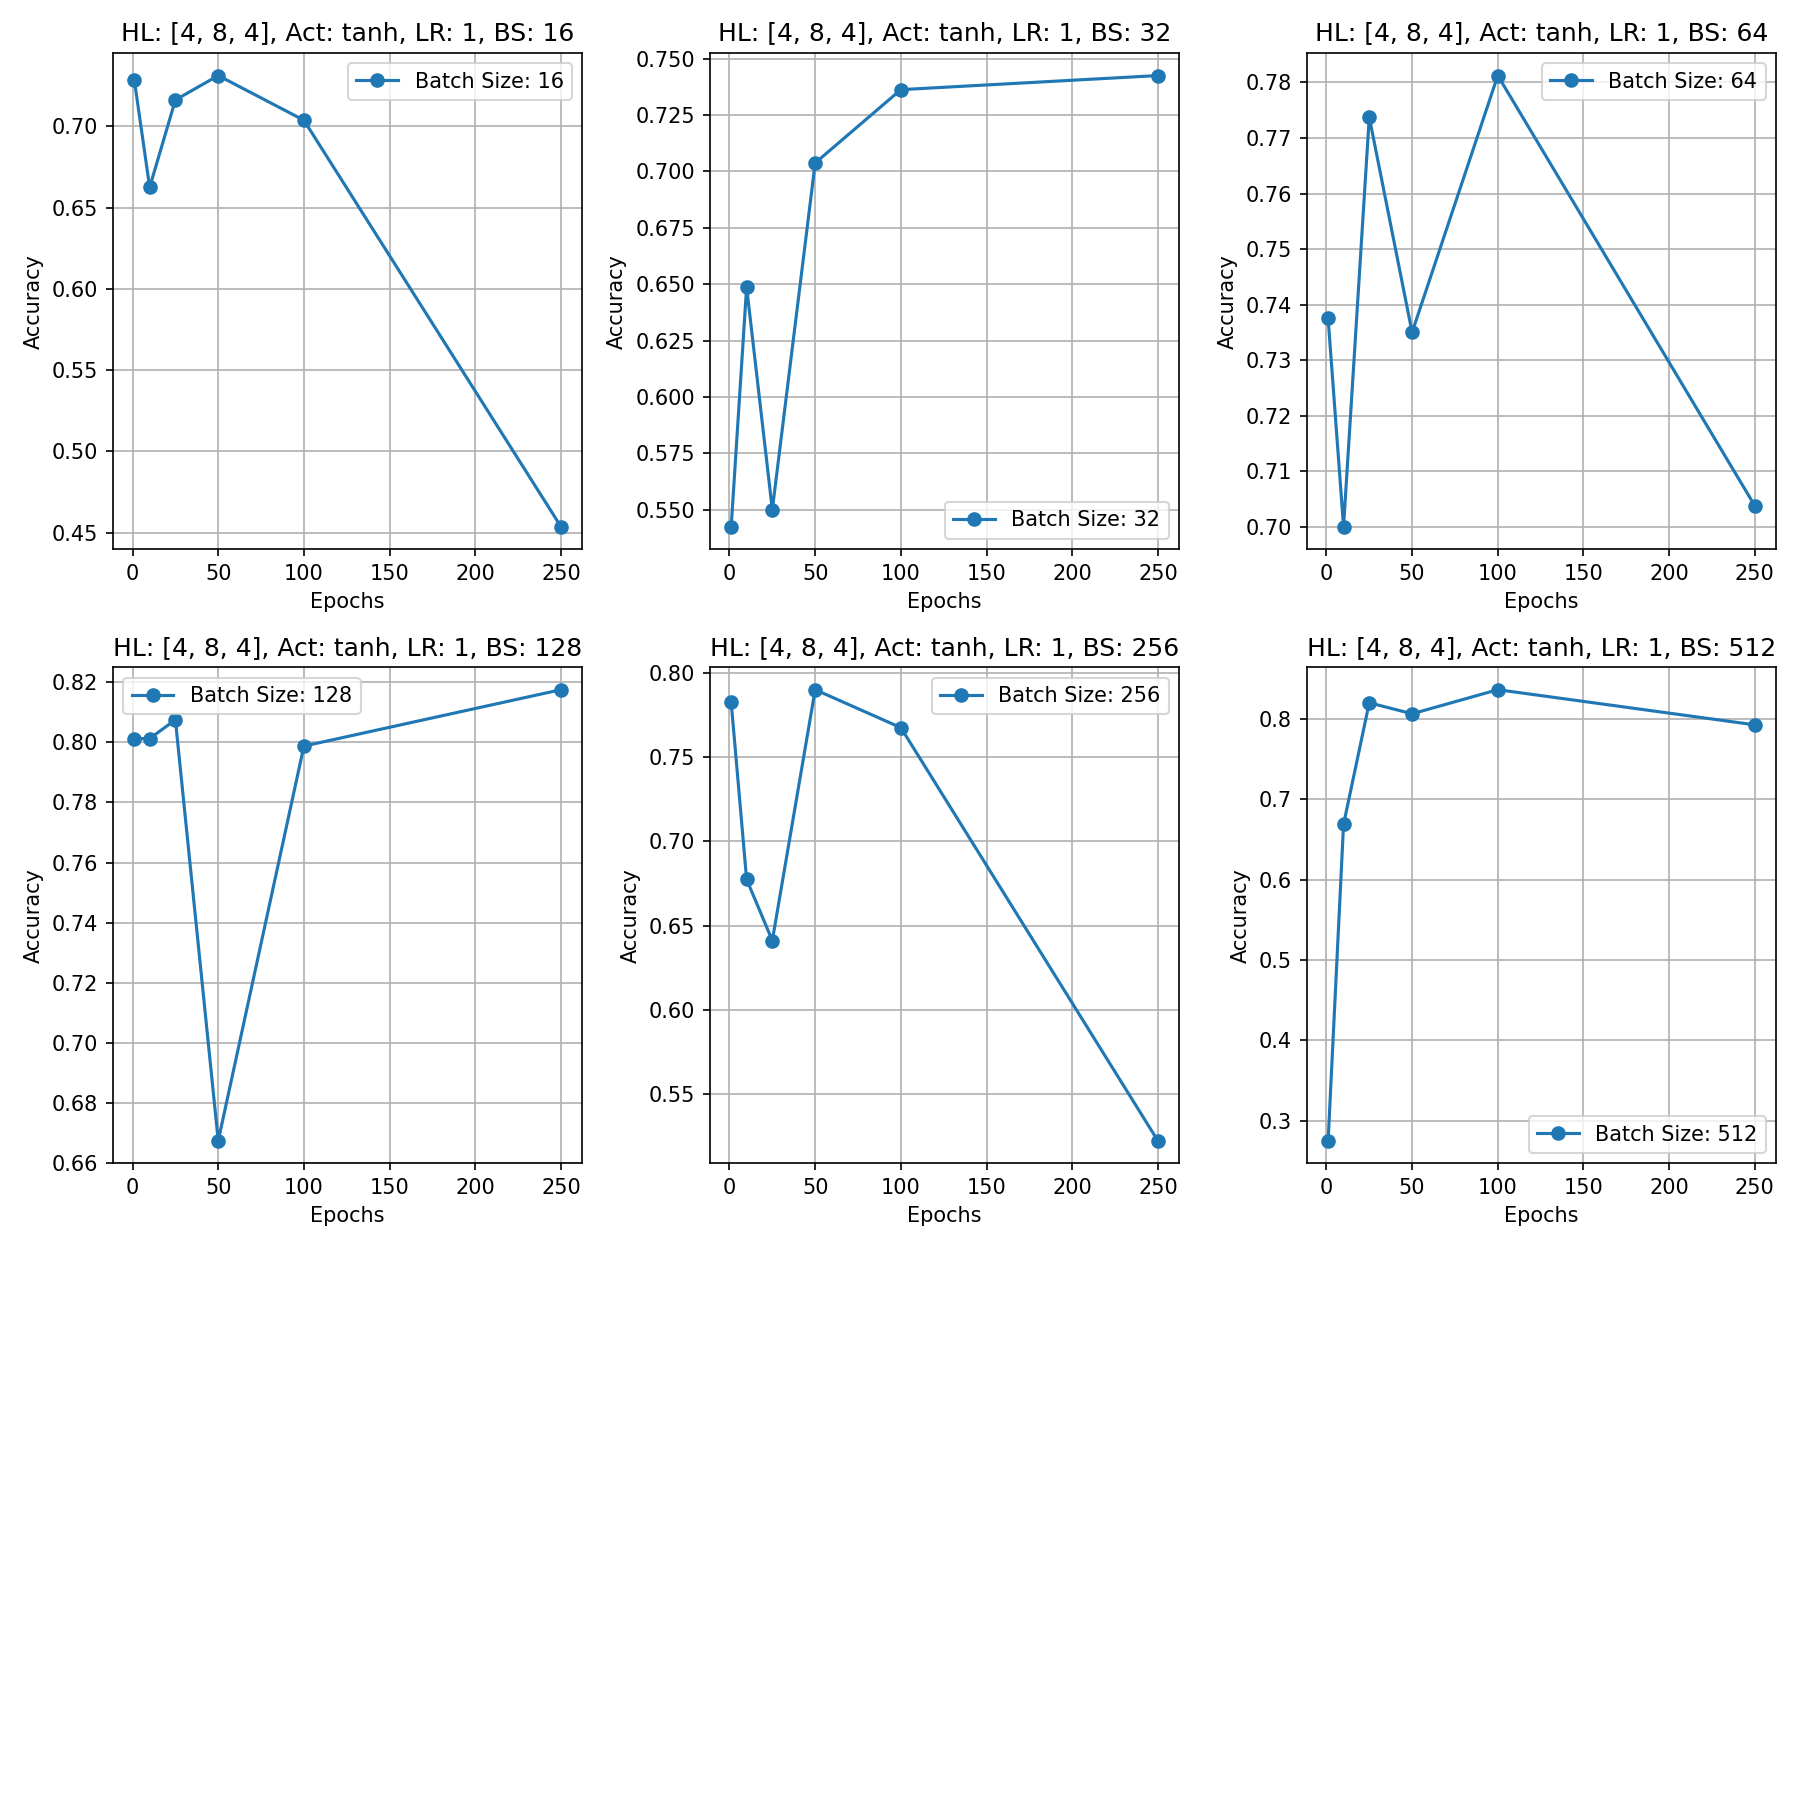 HL: [4, 8, 4], Act: tanh, LR: 1, BS: 16
Batch Size: 16
Accuracy
0.70
0.65
0.60
0.55
0.50
0.45
0 50 100 150 200 250
Epochs
HL: [4, 8, 4], Act: tanh, LR: 1, BS: 32
0.750
0.725
0.700
0.675
0.650
0.625
0.600
0.575
0.550
Accuracy
Batch Size: 32
0 50 100 150 200 250
Epochs
HL: [4, 8, 4], Act: tanh, LR: 1, BS: 64
Batch Size: 64
0.78
0.77
0.76
0.75
0.74
0.73
0.72
0.71
0.70
Accuracy
0 50 100 150 200 250
Epochs
HL: [4, 8, 4], Act: tanh, LR: 1, BS: 128
Batch Size: 128
0.82
0.80
0.78
0.76
0.74
0.72
0.70
0.68
0.66
Accuracy
0 50 100 150 200 250
Epochs
HL: [4, 8, 4], Act: tanh, LR: 1, BS: 256
Batch Size: 256
0.80
0.75
0.70
0.65
0.60
0.55
Accuracy
0 50 100 150 200 250
Epochs
HL: [4, 8, 4], Act: tanh, LR: 1, BS: 512
0.8
0.7
0.6
0.5
0.4
0.3
Accuracy
Batch Size: 512
0 50 100 150 200 250
Epochs